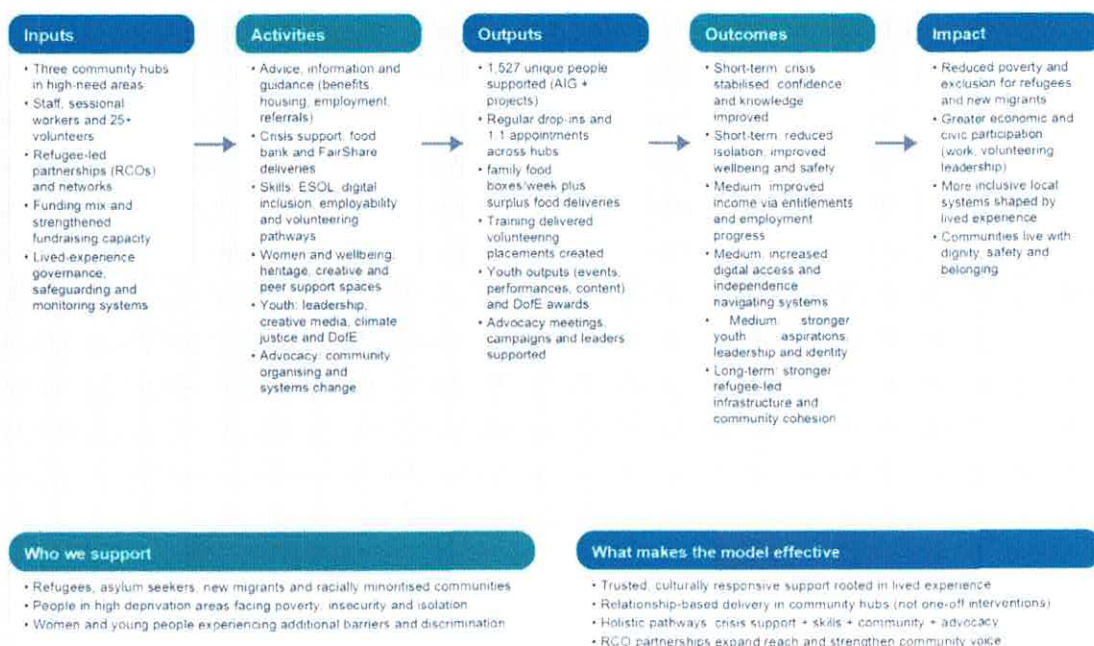 Inputs
• Three community hubs
in high-need areas
• Staff, sessional
workers and 25+
volunteers
• Refugee-led
partnerships (RCOs)
and networks
• Funding mix and
strengthened
fundraising capacity
• Lived-experience
governance,
safeguarding and
monitoring systems
Activities
• Advice, information and
guidance (benefits,
housing, employment,
referrals)
• Crisis support, food
bank and FairShare
deliveries
• Skills: ESOL, digital
inclusion, employability
and volunteering
pathways
• Women and wellbeing:
heritage, creative and
peer support spaces
• Youth: leadership,
creative media, climate
justice and DofE
• Advocacy: community
organising and
systems change
Outputs
• 1,527 unique people
supported (AIG +
projects)
• Regular drop-ins and
1:1 appointments
across hubs
• family food
boxes/week plus
surplus food deliveries
• Training delivered
volunteering
placements created
• Youth outputs (events,
performances, content)
and DofE awards
• Advocacy meetings,
campaigns and leaders
supported
Outcomes
• Short-term: crisis
stabilised, confidence
and knowledge
improved
• Short-term: reduced
isolation, improved
wellbeing and safety
• Medium: improved
income via entitlements
and employment
progress
• Medium: increased
digital access and
independence
navigating systems
• Medium: stronger
youth aspirations,
leadership and identity
• Long-term: stronger
refugee-led
infrastructure and
community cohesion
Impact
• Reduced poverty and
exclusion for refugees
and new migrants
• Greater economic and
civic participation
(work, volunteering
leadership)
• More inclusive local
systems shaped by
lived experience
• Communities live with
dignity, safety and
belonging
Who we support
• Refugees, asylum seekers, new migrants and racially minoritised communities
• People in high deprivation areas facing poverty, insecurity and isolation
• Women and young people experiencing additional barriers and discrimination
What makes the model effective
• Trusted, culturally responsive support rooted in lived experience
• Relationship-based delivery in community hubs (not one-off interventions)
• Holistic pathways: crisis support + skills + community + advocacy
• RCO partnerships expand reach and strengthen community voice